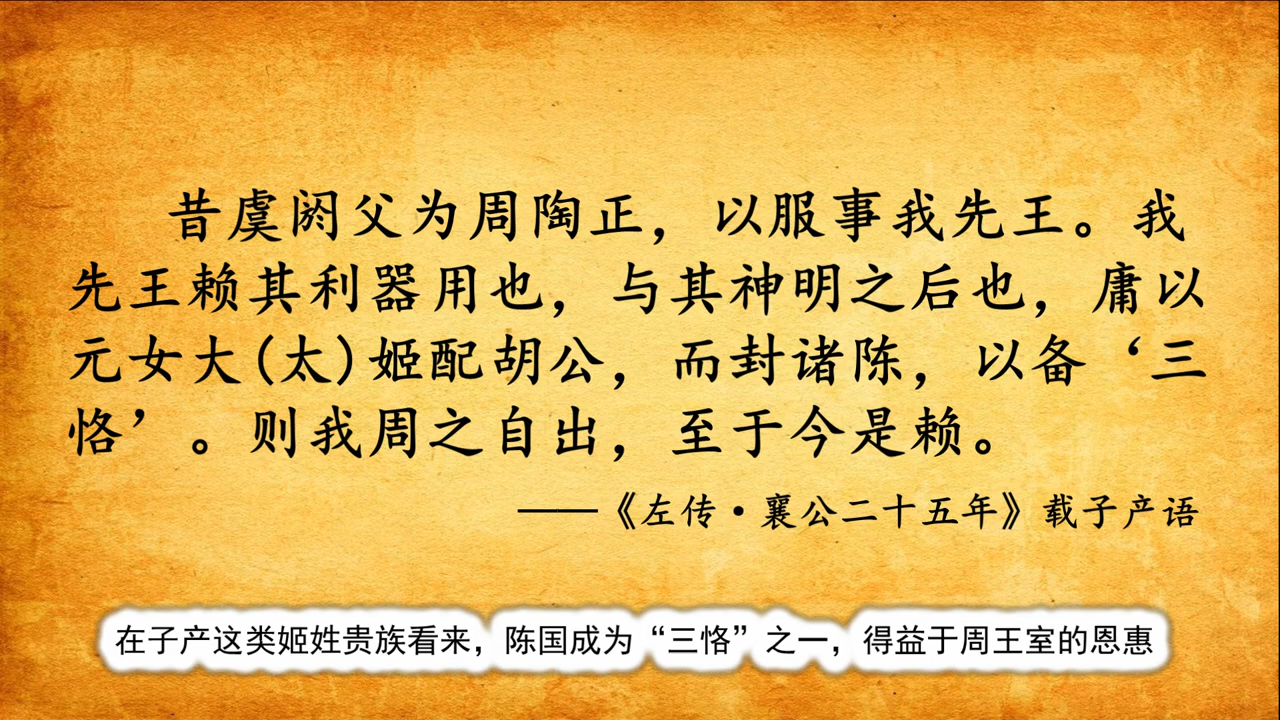 昔虞阏父为周陶正，以服事我先王。我
先王赖其利器用也，与其神明之后也，庸以
元女大(太)姬配胡公，而封诸陈，以备‘三
恪’。则我周之自出，至于今是赖。
——《左传·襄公二十五年》载子产语
在子产这类姬姓贵族看来，陈国成为“三恪”之一，得益于周王室的恩惠